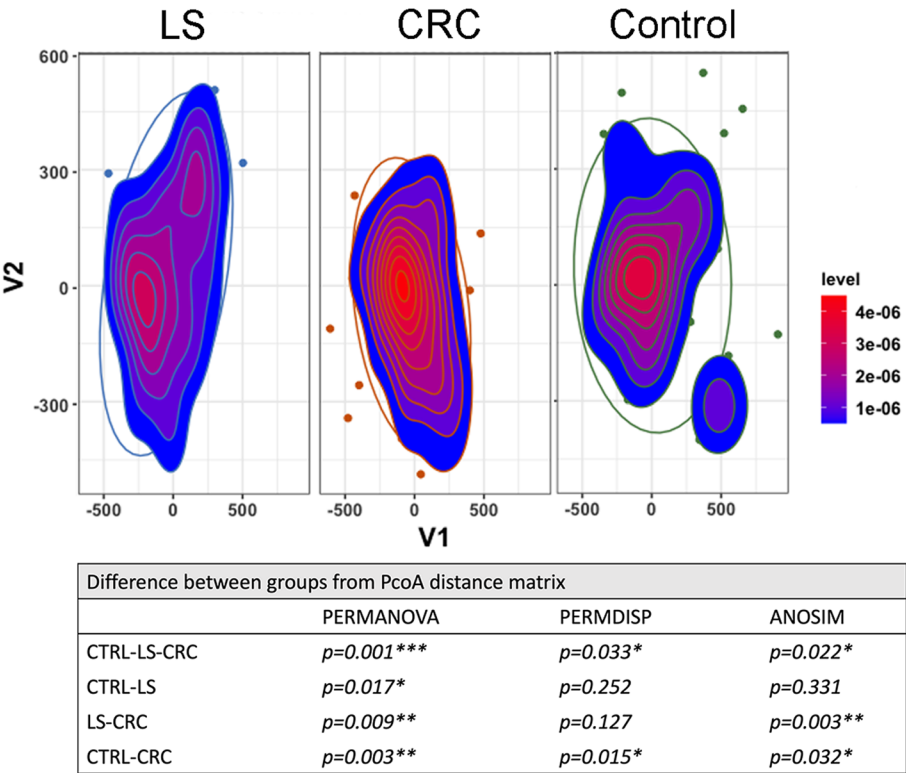 LS CRC Control
600
300
0
-300
V2
-500 0 500 -500 0 500 -500 0 500
V1
level
4e-06
3e-06
2e-06
1e-06
Difference between groups from PcoA distance matrix
PERMANOVA PERMDISP ANOSIM
CTRL-LS-CRC p=0.001*** p=0.033* p=0.022*
CTRL-LS p=0.017* p=0.252 p=0.331
LS-CRC p=0.009** p=0.127 p=0.003**
CTRL-CRC p=0.003** p=0.015* p=0.032*